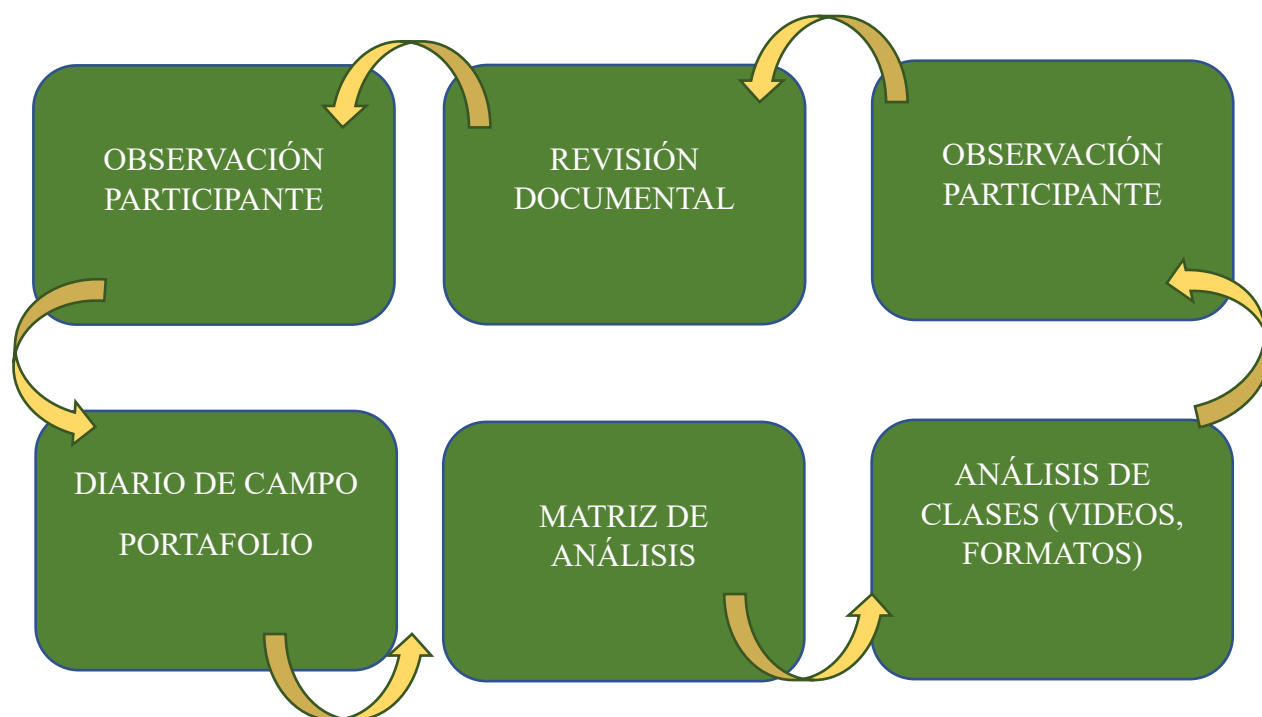 OBSERVACIÓN
PARTICIPANTE
REVISIÓN
DOCUMENTAL
OBSERVACIÓN
PARTICIPANTE
DIARIO DE CAMPO
PORTAFOLIO
MATRIZ DE
ANÁLISIS
ANÁLISIS DE
CLASES (VIDEOS,
FORMATOS)